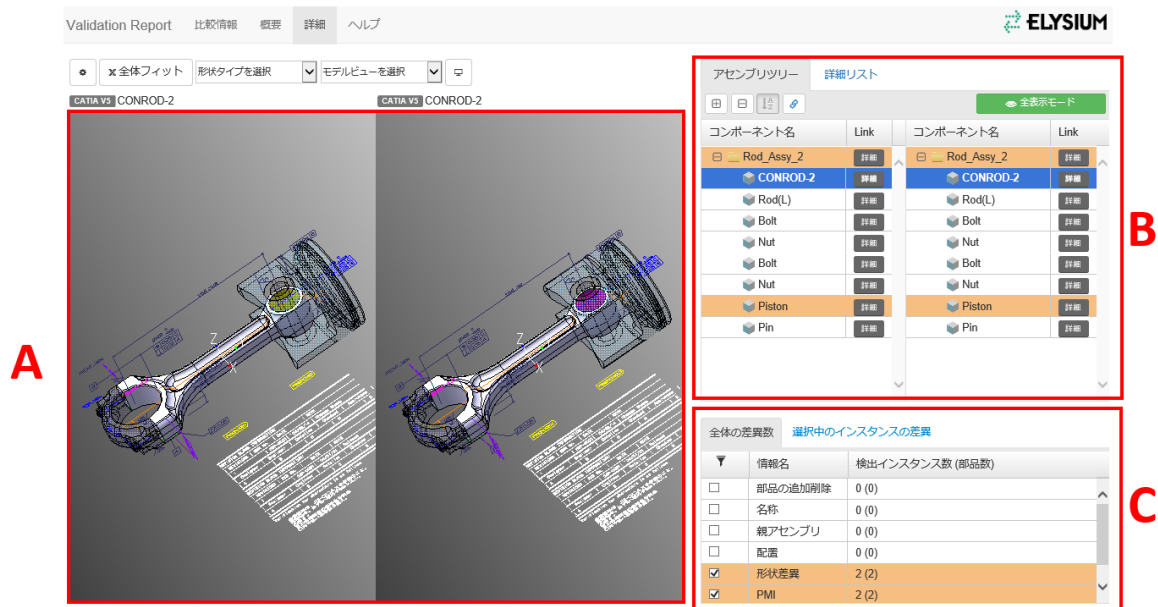 Validation Report 比較情報 概要 詳細 ヘルプ
ELYSIUM
全体フィット 形状タイプを選択 モデルビューを選択
CATIA V5 CONROD-2 CATIA V5 CONROD-2
A
Z
X
Z
X
アセンブリツリー 詳細リスト
全表示モード
コンポーネント名 Link コンポーネント名 Link
Rod_Assy_2 詳細 Rod_Assy_2 詳細
CONROD-2 詳細 CONROD-2 詳細
Rod(L) 詳細 Rod(L) 詳細
Bolt 詳細 Bolt 詳細
Nut 詳細 Nut 詳細
Bolt 詳細 Bolt 詳細
Nut 詳細 Nut 詳細
Piston 詳細 Piston 詳細
Pin 詳細 Pin 詳細
B
全体の差異数 選択中のインスタンスの差異
情報名 検出インスタンス数 (部品数)
部品の追加削除 0 (0)
名称 0 (0)
親アセンブリ 0 (0)
配置 0 (0)
形状差異 2 (2)
PMI 2 (2)
C